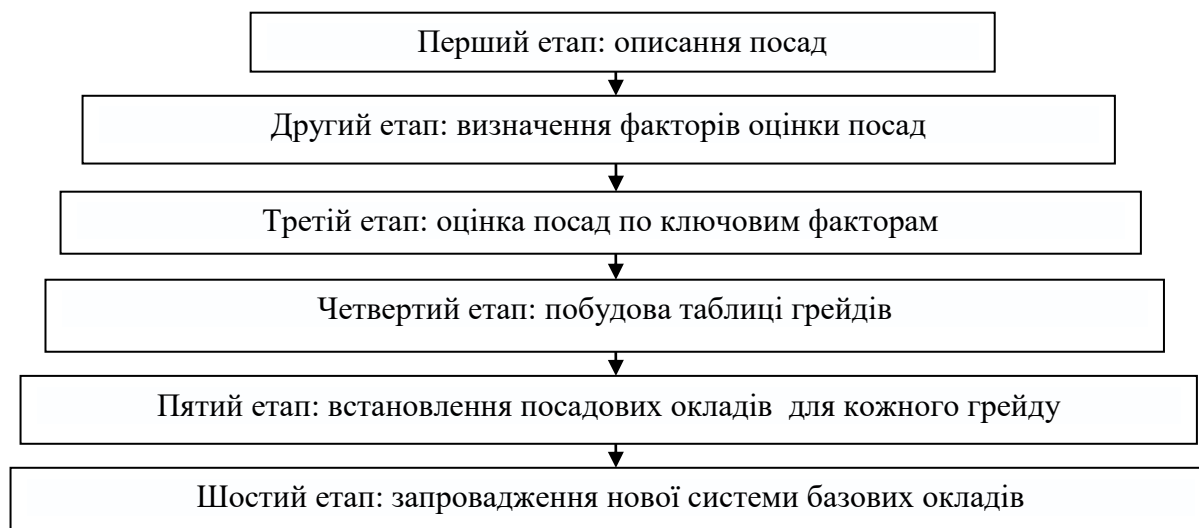 Перший етап: описання посад
Другий етап: визначення факторів оцінки посад
Третій етап: оцінка посад по ключовим факторам
Четвертий етап: побудова таблиці грейдів
Пятий етап: встановлення посадових окладів для кожного грейду
Шостий етап: запровадження нової системи базових окладів